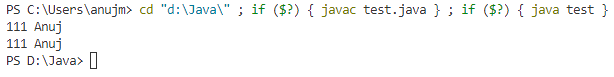 PS C:\Users\anujm> cd "d:\Java\" ; if ($?) { javac test.java } ; if ($?) { java test }
111 Anuj
111 Anuj
PS D:\Java>